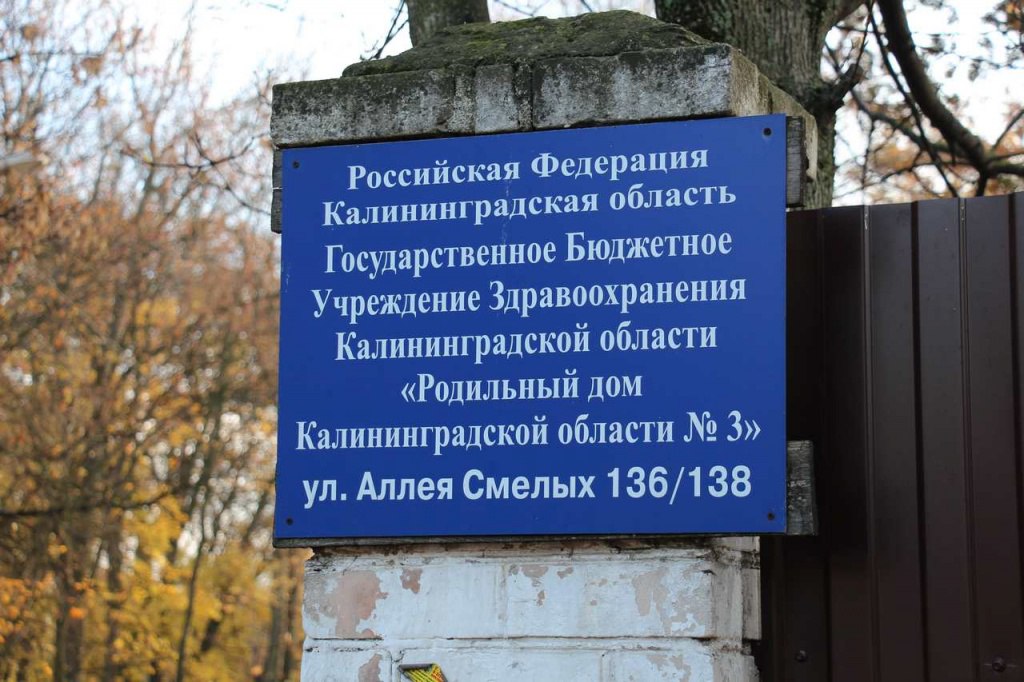 Российская Федерация
Калининградская область
Государственное Бюджетное
Учреждение Здравоохранения
Калининградской области
«Родильный дом
Калининградской области № 3»
ул. Аллея Смелых 136/138